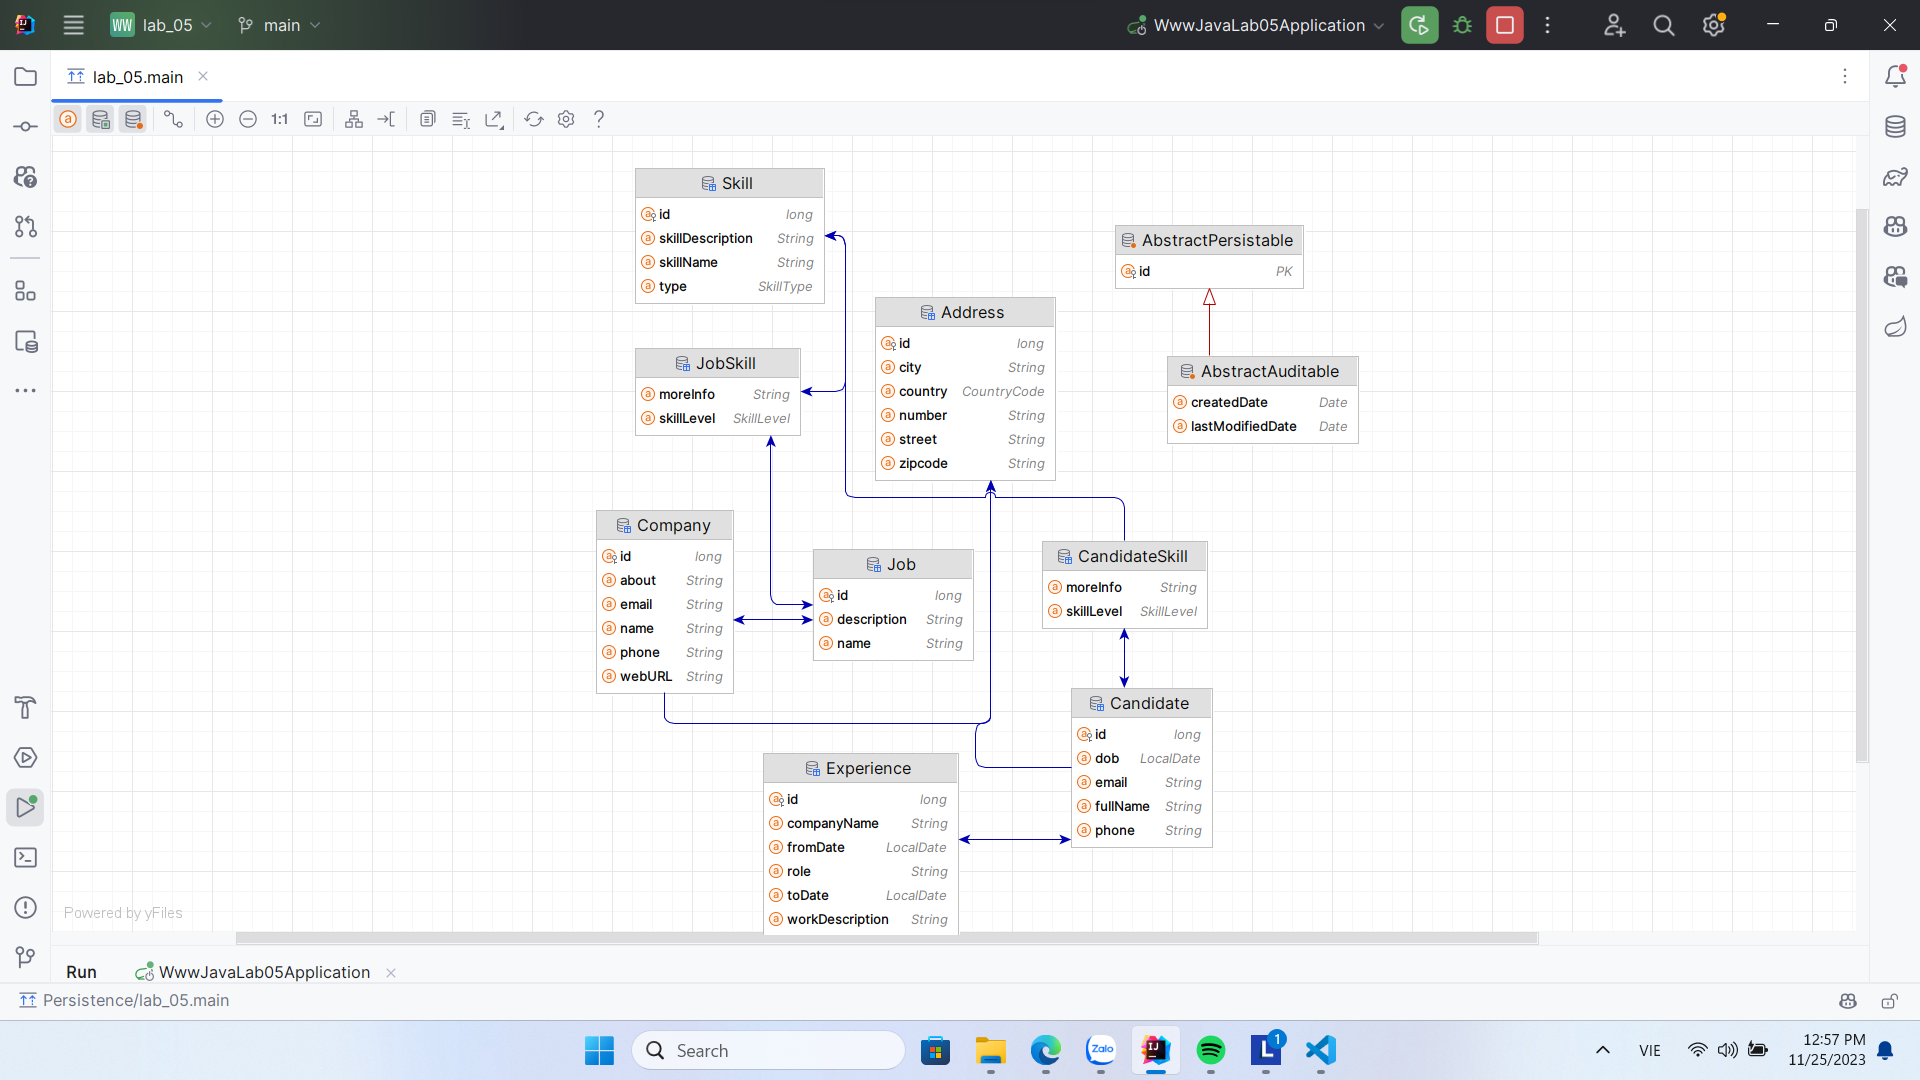 WW lab_05 main WwwJavaLab05Application
lab_05.main
1:1
Skill
id long
skillDescription String
skillName String
type SkillType
AbstractPersistable
id PK
Address
id long
city String
country CountryCode
number String
street String
zipcode String
JobSkill
moreInfo String
skillLevel SkillLevel
AbstractAuditable
createdDate Date
lastModifiedDate Date
Company
id long
about String
email String
name String
phone String
webURL String
Job
id long
description String
name String
CandidateSkill
moreInfo String
skillLevel SkillLevel
Candidate
id long
dob LocalDate
email String
fullName String
phone String
Experience
id long
companyName String
fromDate LocalDate
role String
toDate LocalDate
workDescription String
Powered by yFiles
Run WwwJavaLab05Application
Persistence/lab_05.main
Search
Zalo
IJ
L
1
VIE
12:57 PM
11/25/2023